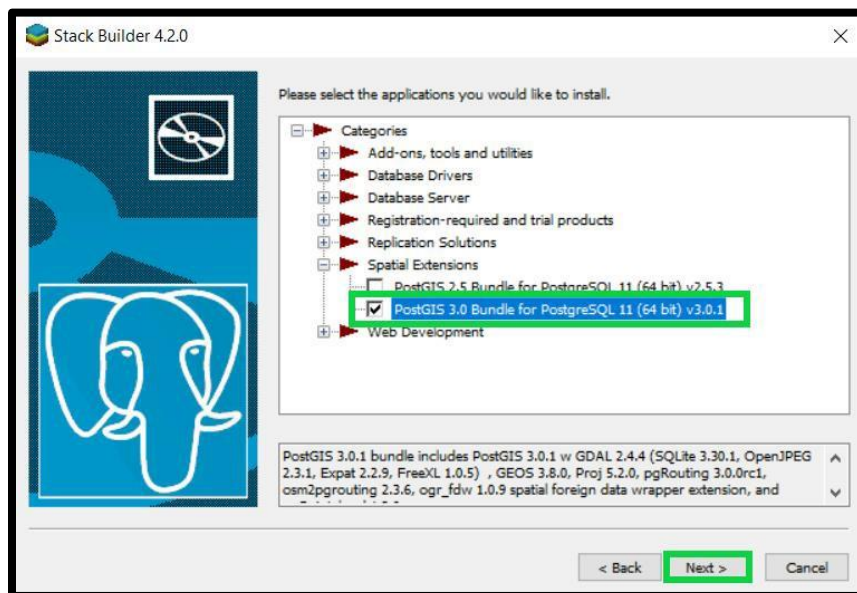 Stack Builder 4.2.0
Please select the applications you would like to install.
Categories
Add-ons, tools and utilities
Database Drivers
Database Server
Registration-required and trial products
Replication Solutions
Spatial Extensions
PostGIS 2.5 Bundle for PostgreSQL 11 (64 bit) v2.5.3
PostGIS 3.0 Bundle for PostgreSQL 11 (64 bit) v3.0.1
Web Development
PostGIS 3.0.1 bundle includes PostGIS 3.0.1 w GDAL 2.4.4 (SQLite 3.30.1, OpenJPEG
2.3.1, Expat 2.2.9, FreeXL 1.0.5) , GEOS 3.8.0, Proj 5.2.0, pgRouting 3.0.0rc1,
osm2pgrouting 2.3.6, ogr_fdw 1.0.9 spatial foreign data wrapper extension, and
< Back
Next >
Cancel